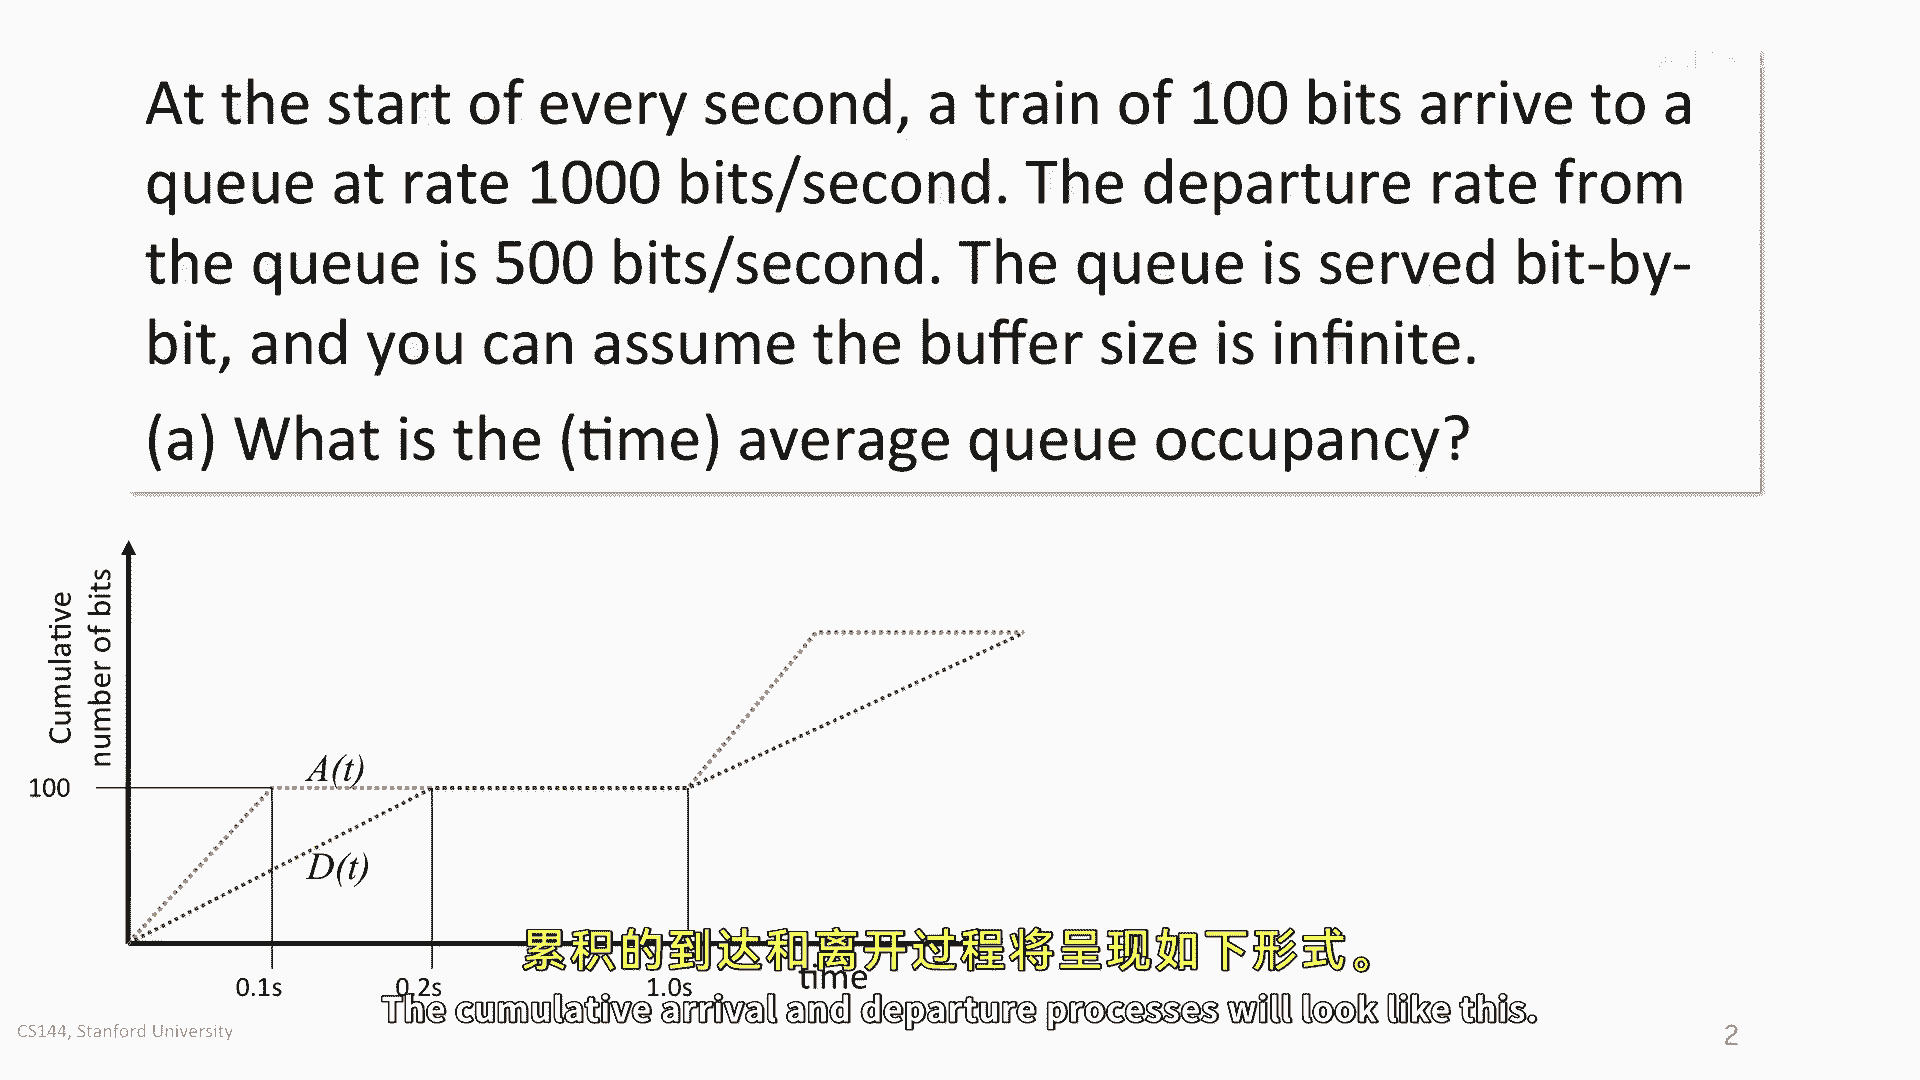 At the start of every second, a train of 100 bits arrive to a
queue at rate 1000 bits/second. The departure rate from
the queue is 500 bits/second. The queue is served bit-by-
bit, and you can assume the buffer size is infinite.
(a) What is the (time) average queue occupancy?
Cumulative
number of bits
100
A(t)
D(t)
0.1s
0.2s
1.0s
time
累积的到达和离开过程将呈现如下形式。
The cumulative arrival and departure processes will look like this.
CS144, Stanford University
2